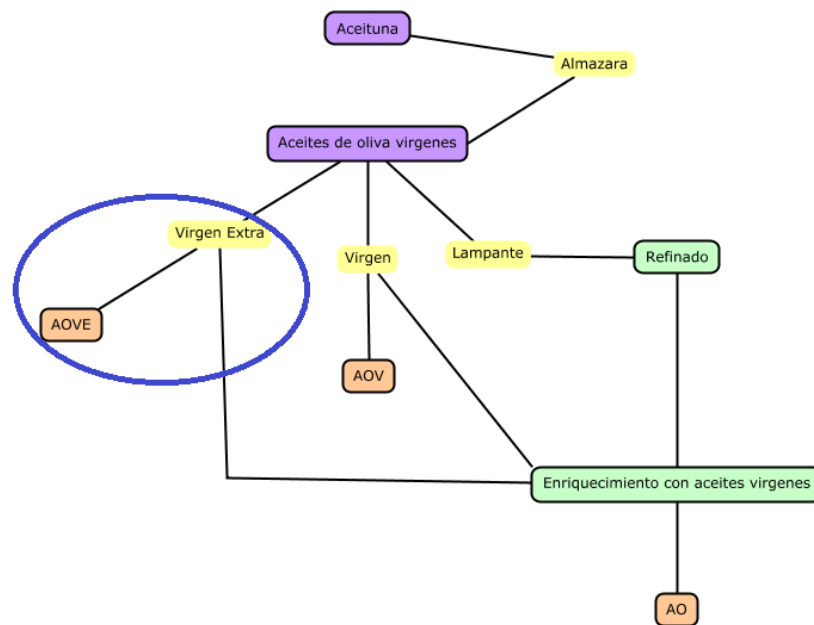 Aceituna
Almazara
Aceites de oliva virgenes
Virgen Extra
Virgen
Lampante
Refinado
AOVE
AOV
Enriquecimiento con aceites virgenes
AO